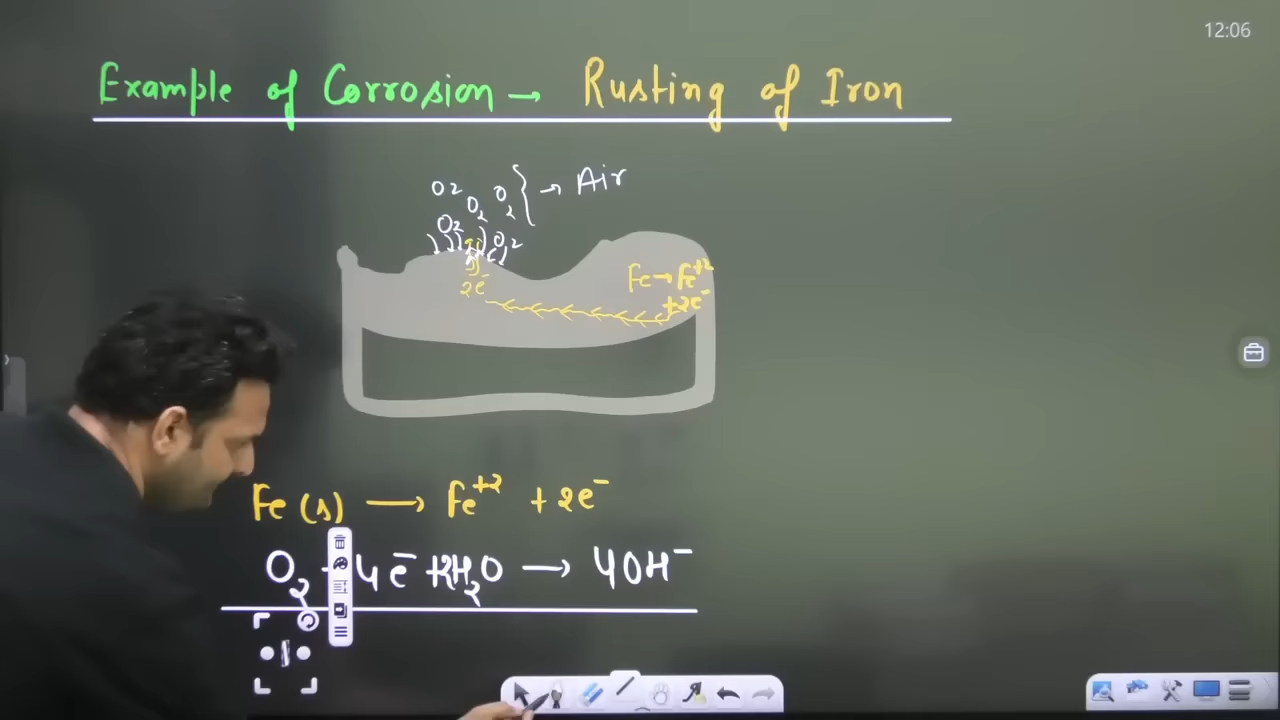 12:06
Example of Corrosion → Rusting of Iron
O2 O2 O2 } → Air
O2 O2
2e⁻
Fe → Fe⁺²
+2e⁻
Fe (s) → Fe⁺² + 2e⁻
O₂ + 4e⁻ + 2H₂O → 4OH⁻